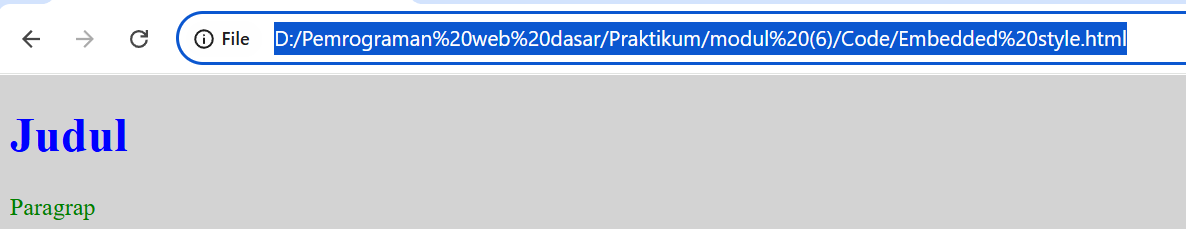 File D:/Pemrograman%20web%20dasar/Praktikum/modul%20(6)/Code/Embedded%20style.html
Judul
Paragrap